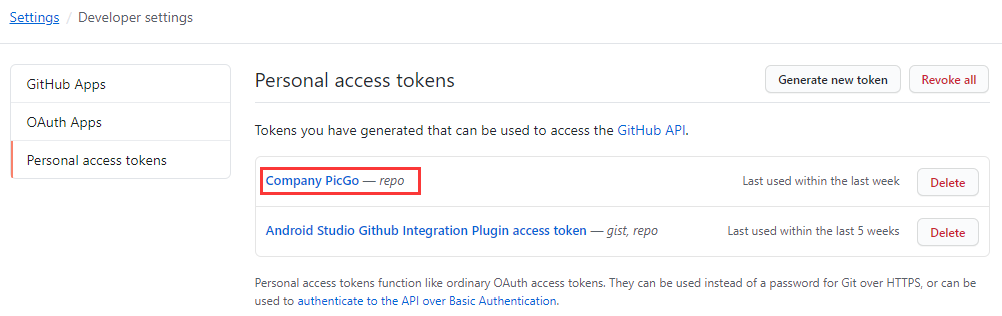 Settings / Developer settings
GitHub Apps
OAuth Apps
Personal access tokens
Personal access tokens
Generate new token
Revoke all
Tokens you have generated that can be used to access the GitHub API.
Company PicGo — repo
Last used within the last week
Delete
Android Studio Github Integration Plugin access token — gist, repo
Last used within the last 5 weeks
Delete
Personal access tokens function like ordinary OAuth access tokens. They can be used instead of a password for Git over HTTPS, or can be
used to authenticate to the API over Basic Authentication.